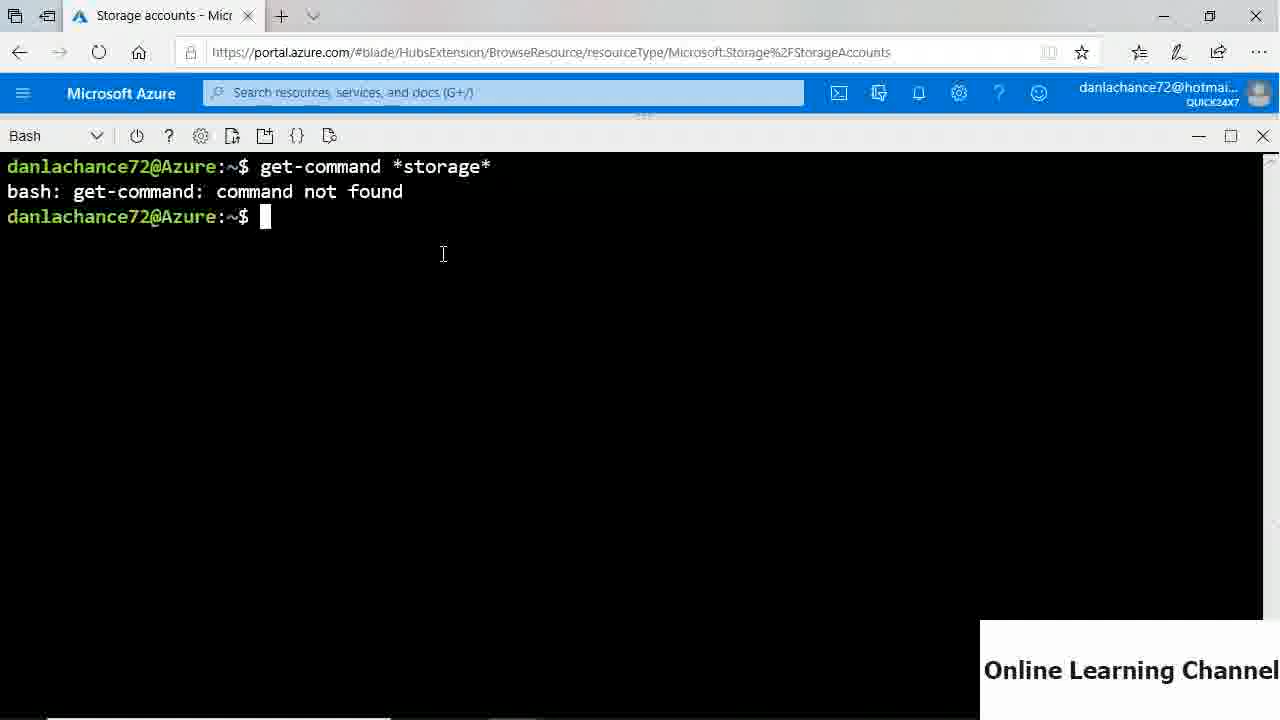 Storage accounts - Micr
https://portal.azure.com/#blade/HubsExtension/BrowseResource/resourceType/Microsoft.Storage%2FStorageAccounts
Microsoft Azure
Search resources, services, and docs (G+/)
danlachance72@hotmai...
QUICK24X7
Bash
danlachance72@Azure:~$ get-command *storage*
bash: get-command: command not found
danlachance72@Azure:~$
Online Learning Channel